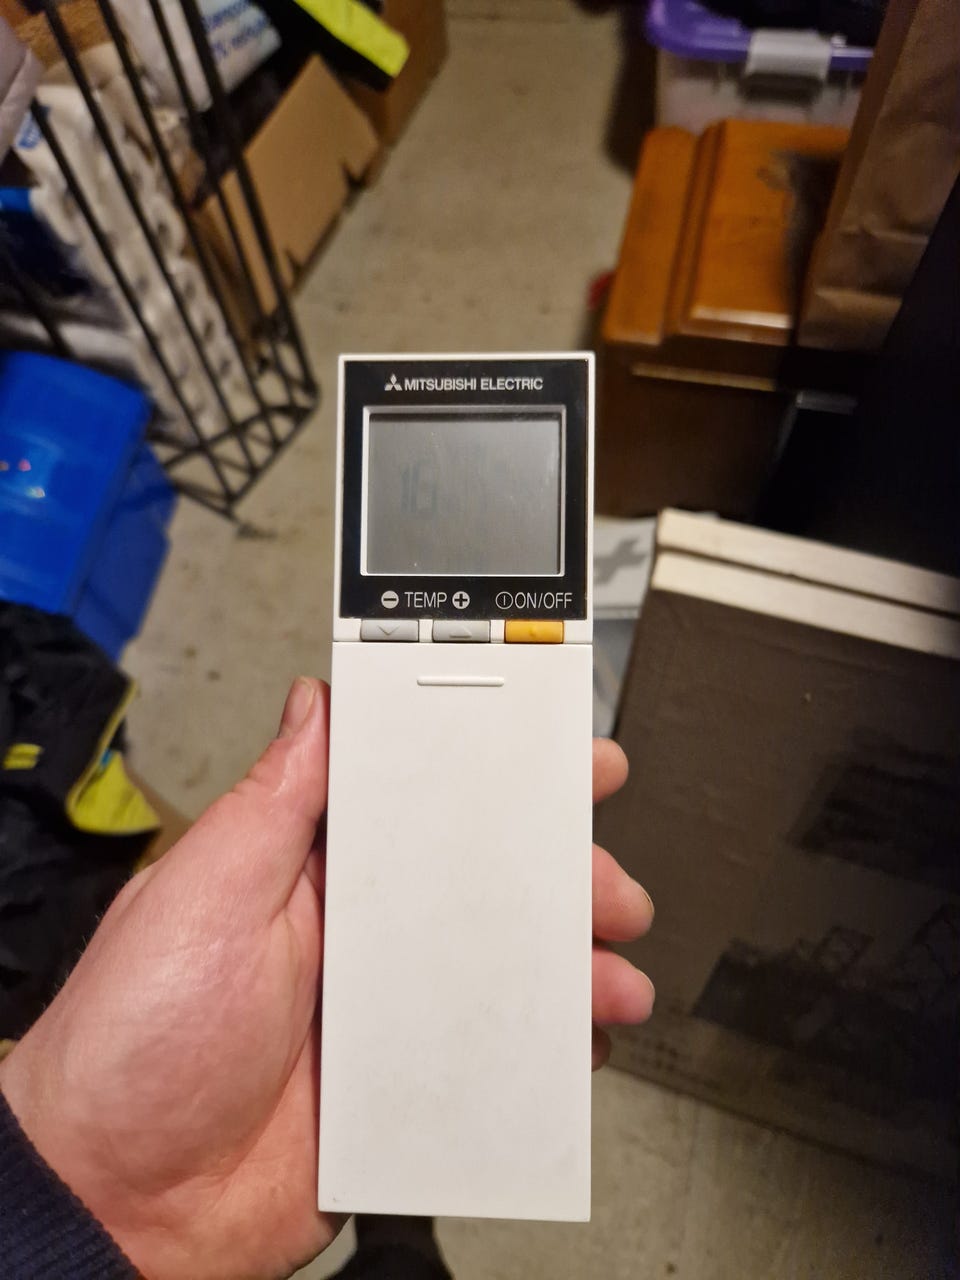 MITSUBISHI ELECTRIC
16
TEMP ON/OFF